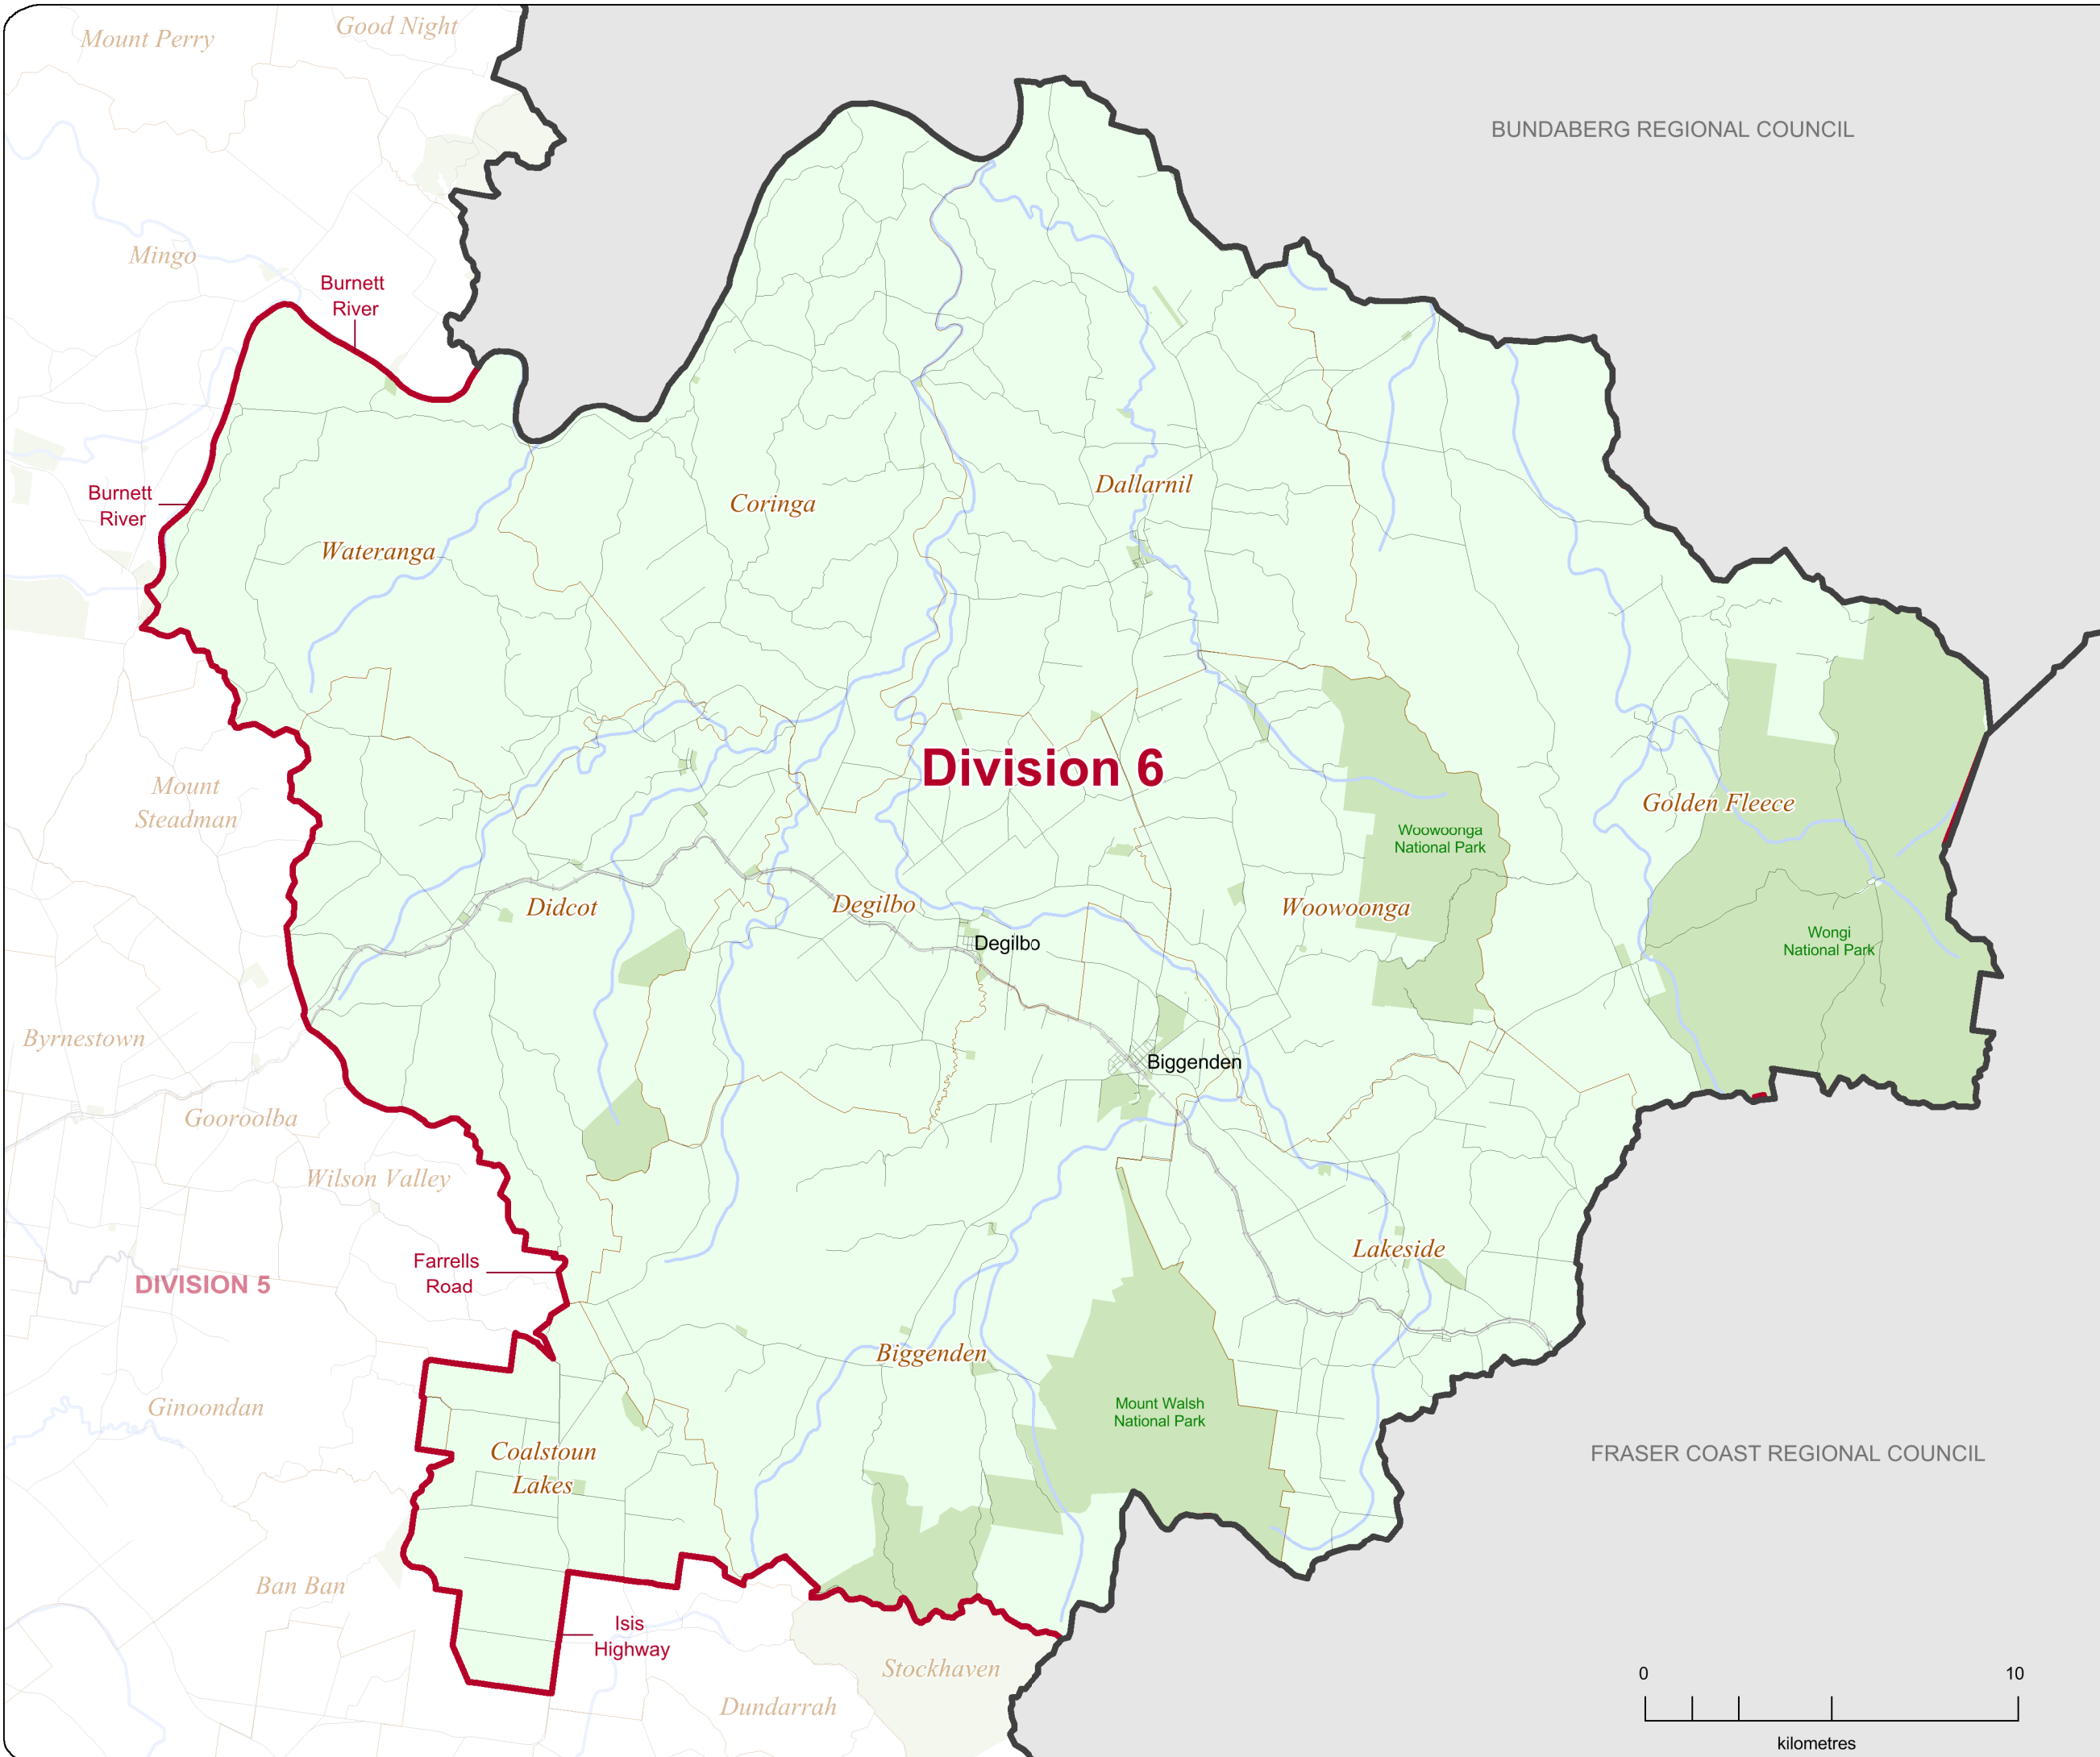 Good Night
Mount Perry
BUNDABERG REGIONAL COUNCIL
Mingo
Burnett
River
Dallarnil
Burnett
River
Coringa
Wateranga
Division 6
Mount
Steadman
Golden Fleece
Woowoonga
National Park
Didcot
Degilbo
Woowoonga
Degilbo
Wongi
National Park
Byrnestown
Biggenden
Gooroolba
Wilson Valley
Lakeside
Farrells
Road
DIVISION 5
Biggenden
Ginoondan
Mount Walsh
National Park
Coalstoun
Lakes
FRASER COAST REGIONAL COUNCIL
Ban Ban
Isis
Highway
Stockhaven
Dundarrah
0 10
kilometres